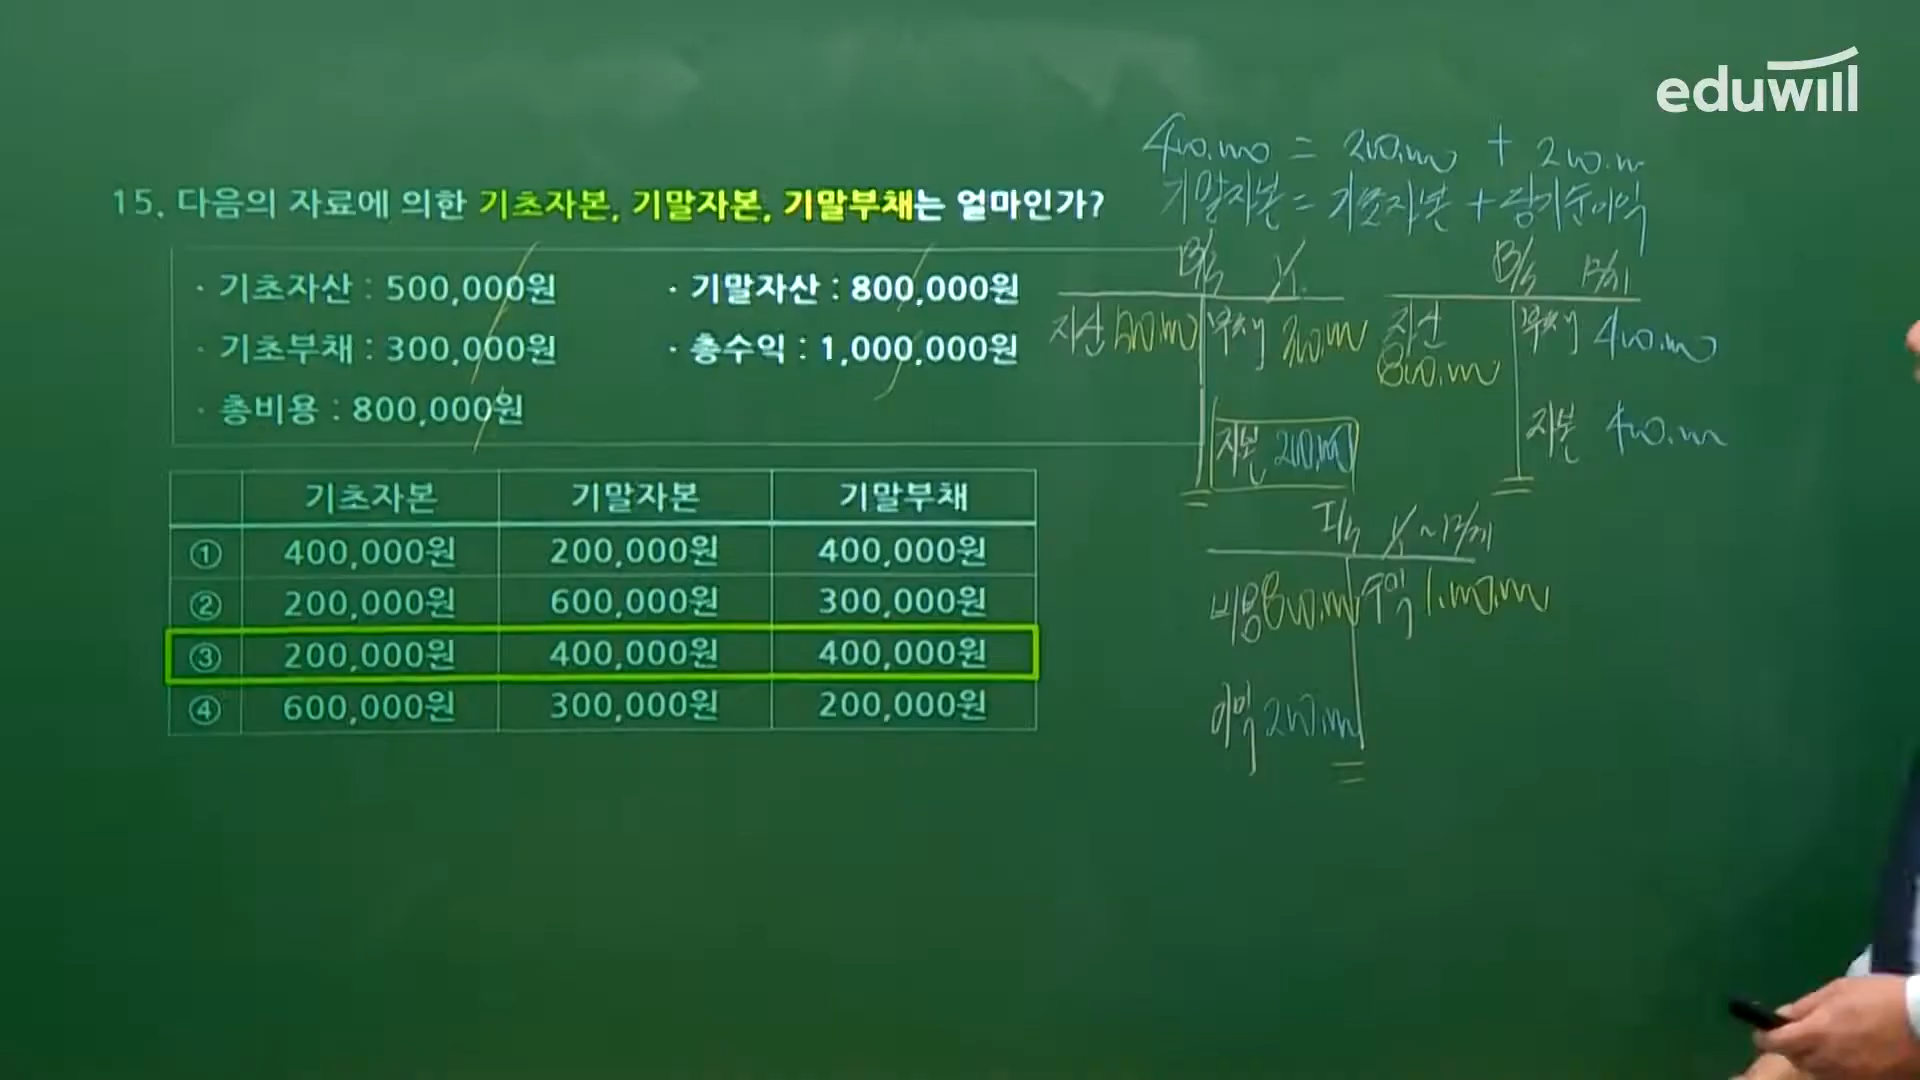 eduwill
15. 다음의 자료에 의한 기초자본, 기말자본, 기말부채는 얼마인가?
· 기초자산 : 500,000원 · 기말자산 : 800,000원
· 기초부채 : 300,000원 · 총수익 : 1,000,000원
· 총비용 : 800,000원
기초자본 기말자본 기말부채
① 400,000원 200,000원 400,000원
② 200,000원 600,000원 300,000원
③ 200,000원 400,000원 400,000원
④ 600,000원 300,000원 200,000원
400,000 = 200,000 + 200,000
기말자본 = 기초자본 + 당기순이익
B/S 1/1
자산 500,000 부채 300,000
자본 200,000
B/S 12/31
자산 부채 400,000
800,000
자본 400,000
I/S 1/1 ~ 12/31
비용 800,000 수익 1,000,000
이익 200,000